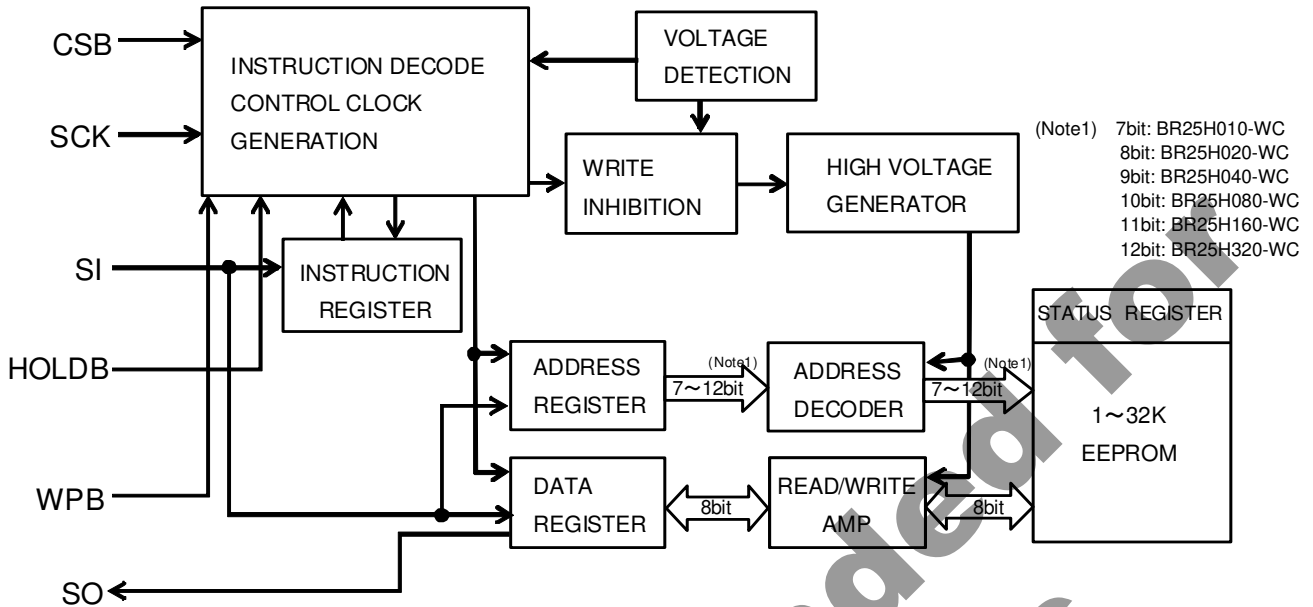 CSB
SCK
SI
HOLDB
WPB
SO
INSTRUCTION DECODE
CONTROL CLOCK
GENERATION
VOLTAGE
DETECTION
WRITE
INHIBITION
HIGH VOLTAGE
GENERATOR
(Note1) 7bit: BR25H010-WC
8bit: BR25H020-WC
9bit: BR25H040-WC
10bit: BR25H080-WC
11bit: BR25H160-WC
12bit: BR25H320-WC
INSTRUCTION
REGISTER
STATUS REGISTER
ADDRESS
REGISTER
(Note1)
7～12bit
ADDRESS
DECODER
(Note1)
7～12bit
1～32K
EEPROM
DATA
REGISTER
8bit
READ/WRITE
AMP
8bit
ded for